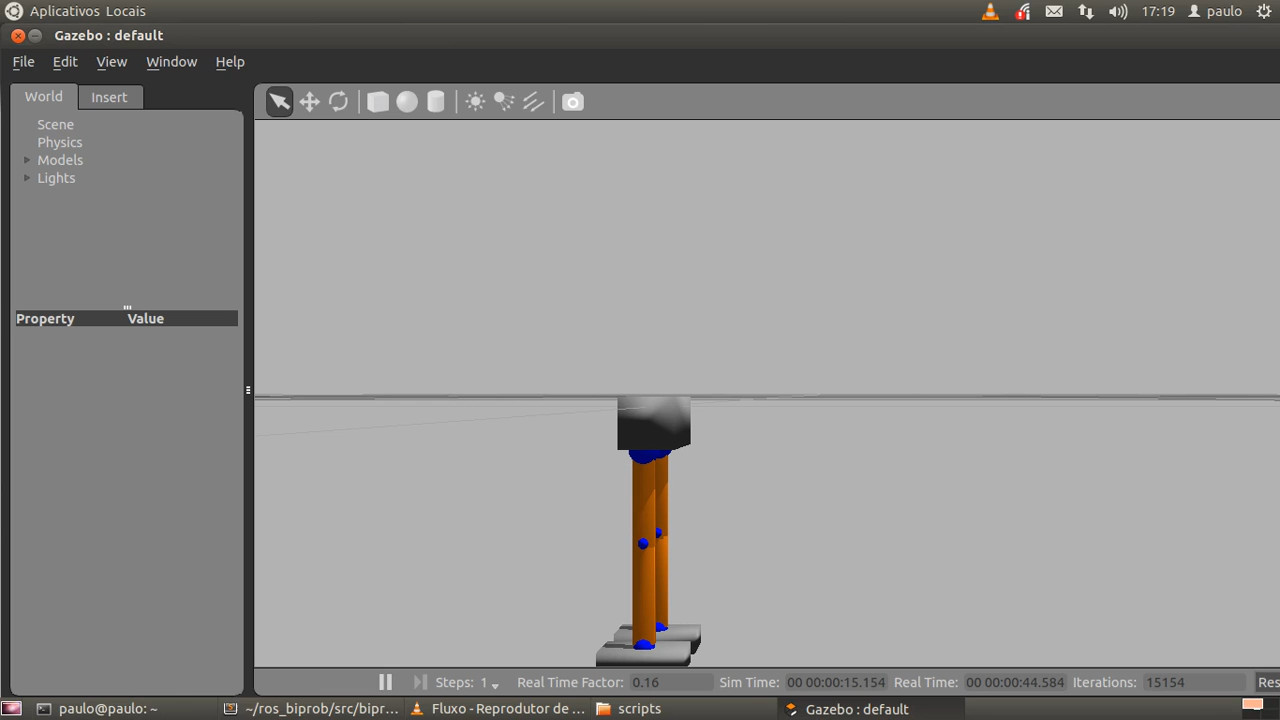 Aplicativos Locais 17:19 paulo
Gazebo : default
File Edit View Window Help
World Insert
Scene
Physics
Models
Lights
Property Value
Steps: 1 Real Time Factor: 0.16 Sim Time: 00 00:00:15.154 Real Time: 00 00:00:44.584 Iterations: 15154 Res
paulo@paulo: ~ ~/ros_biprob/src/bipr... Fluxo - Reprodutor de ... scripts Gazebo : default